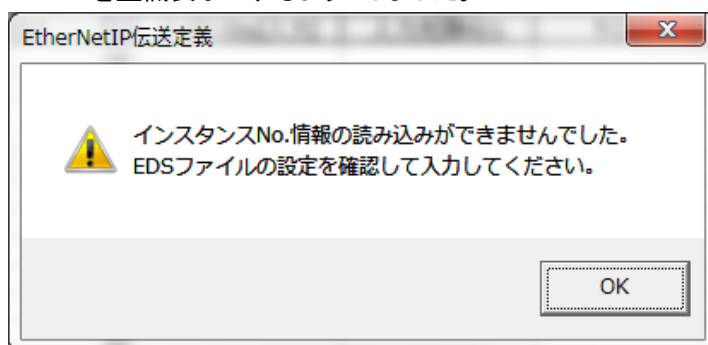 EtherNetIP伝送定義
インスタンスNo.情報の読み込みができませんでした。
EDSファイルの設定を確認して入力してください。
OK